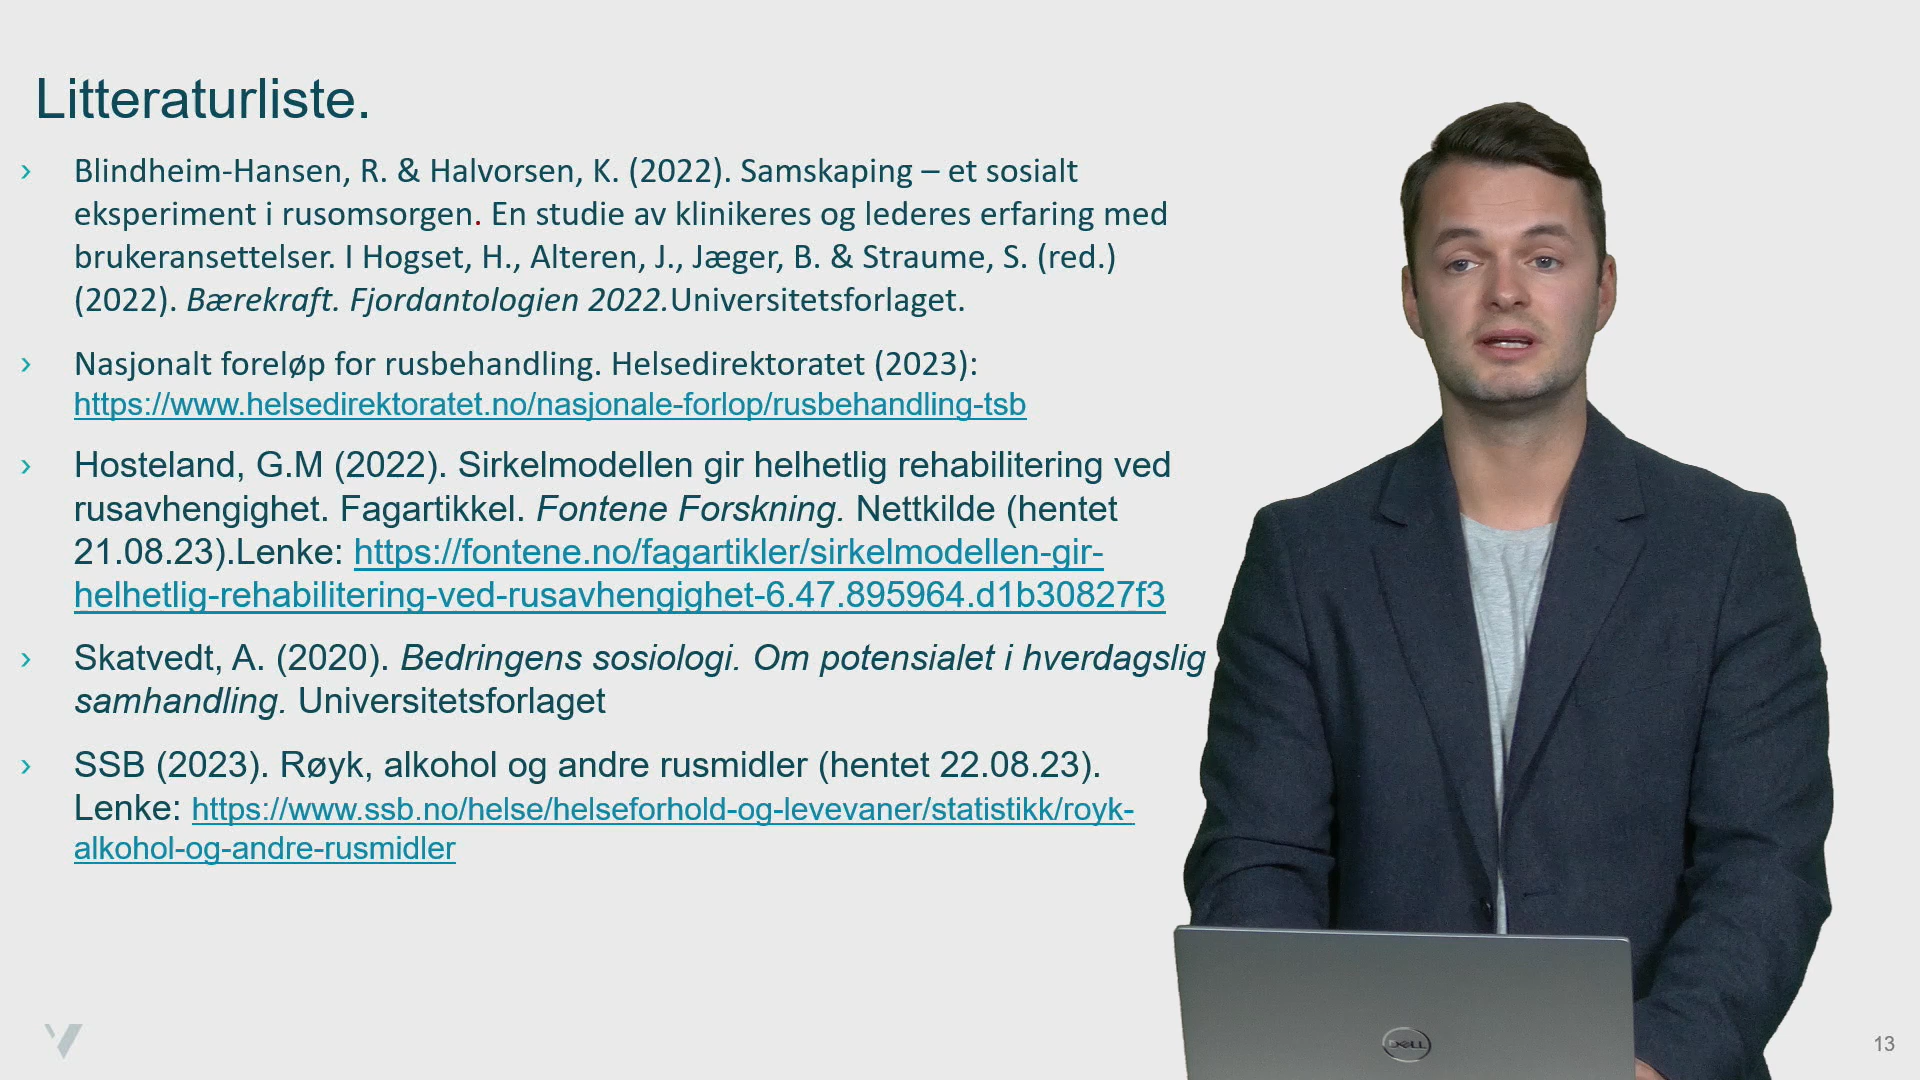 Litteraturliste.
› Blindheim-Hansen, R. & Halvorsen, K. (2022). Samskaping – et sosialt
eksperiment i rusomsorgen. En studie av klinikeres og lederes erfaring med
brukeransettelser. I Hogset, H., Alteren, J., Jæger, B. & Straume, S. (red.)
(2022). Bærekraft. Fjordantologien 2022.Universitetsforlaget.
› Nasjonalt foreløp for rusbehandling. Helsedirektoratet (2023):
https://www.helsedirektoratet.no/nasjonale-forlop/rusbehandling-tsb
› Hosteland, G.M (2022). Sirkelmodellen gir helhetlig rehabilitering ved
rusavhengighet. Fagartikkel. Fontene Forskning. Nettkilde (hentet
21.08.23).Lenke: https://fontene.no/fagartikler/sirkelmodellen-gir-
helhetlig-rehabilitering-ved-rusavhengighet-6.47.895964.d1b30827f3
› Skatvedt, A. (2020). Bedringens sosiologi. Om potensialet i hverdagslig
samhandling. Universitetsforlaget
› SSB (2023). Røyk, alkohol og andre rusmidler (hentet 22.08.23).
Lenke: https://www.ssb.no/helse/helseforhold-og-levevaner/statistikk/royk-
alkohol-og-andre-rusmidler
DELL
13